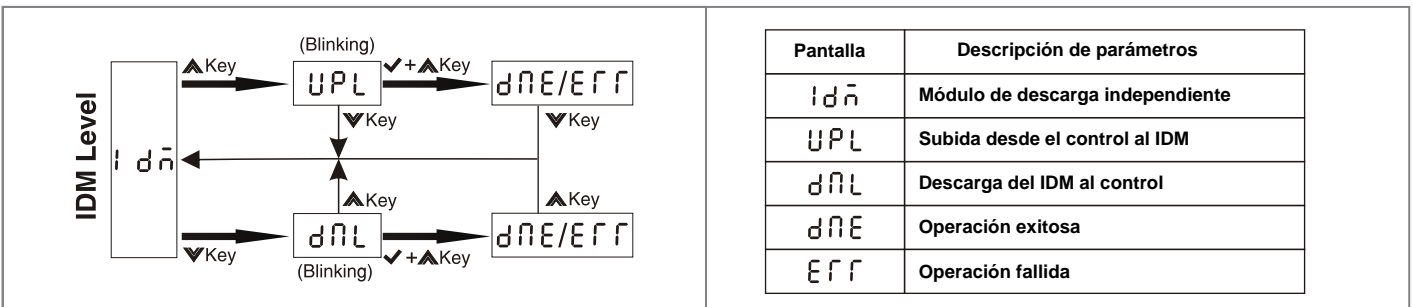 (Blinking)
Key
UPL
✓+ Key
dNE/Err
Key
Key
IDM Level
Idm
Key
Key
Key
dNL
✓+ Key
dNE/Err
(Blinking)
Pantalla Descripción de parámetros
Idm Módulo de descarga independiente
UPL Subida desde el control al IDM
dNL Descarga del IDM al control
dNE Operación exitosa
Err Operación fallida